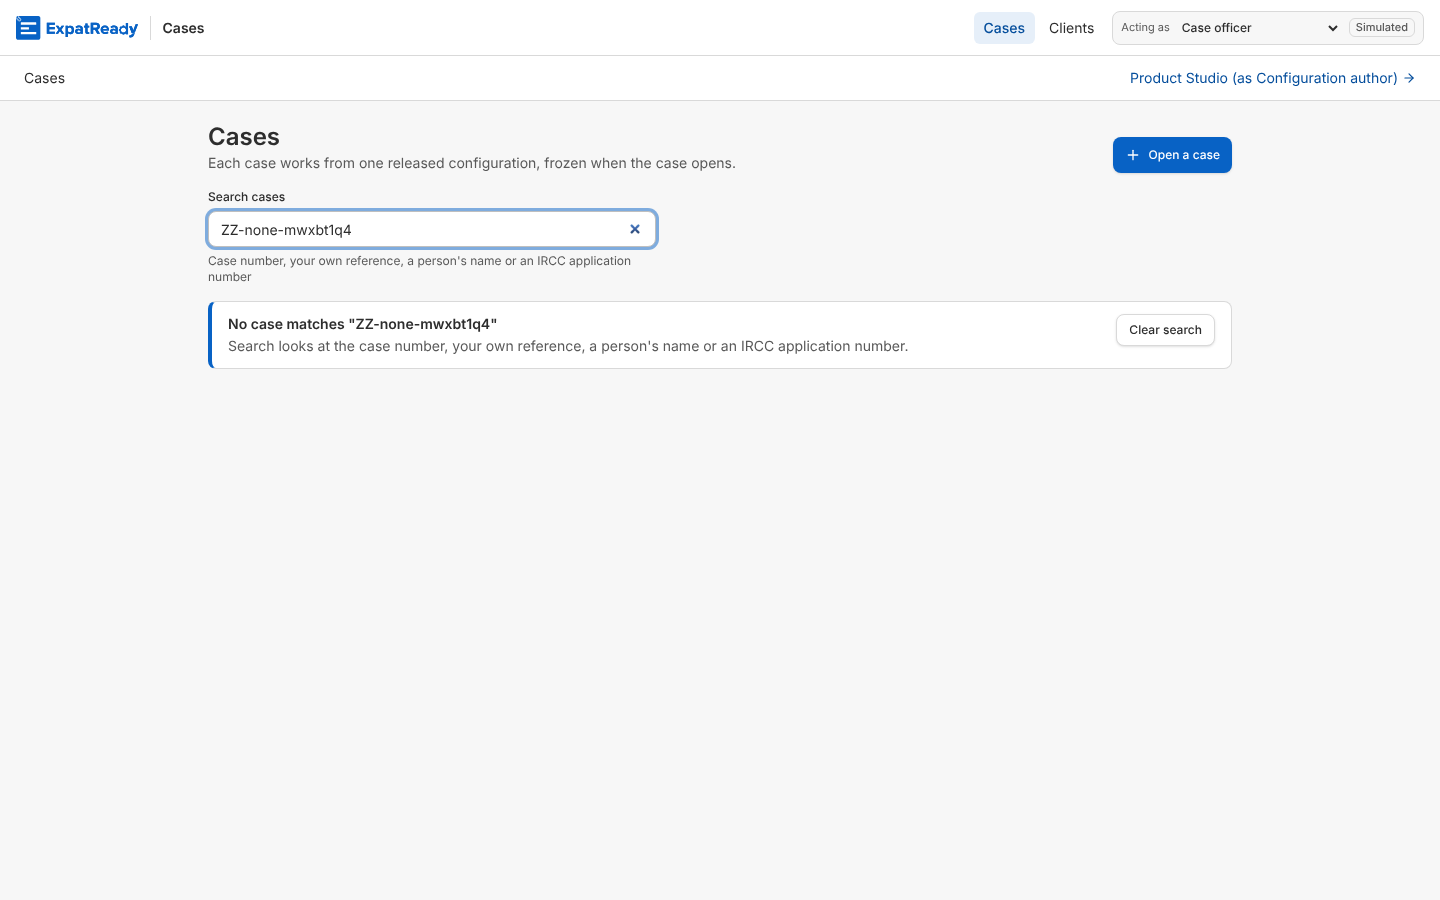 ExpatReady
Cases
Cases
Clients
Acting as
Case officer
Simulated
Cases
Product Studio (as Configuration author) →
Cases
Each case works from one released configuration, frozen when the case opens.
+ Open a case
Search cases
ZZ-none-mwxbt1q4
Case number, your own reference, a person's name or an IRCC application
number
No case matches "ZZ-none-mwxbt1q4"
Search looks at the case number, your own reference, a person's name or an IRCC application number.
Clear search